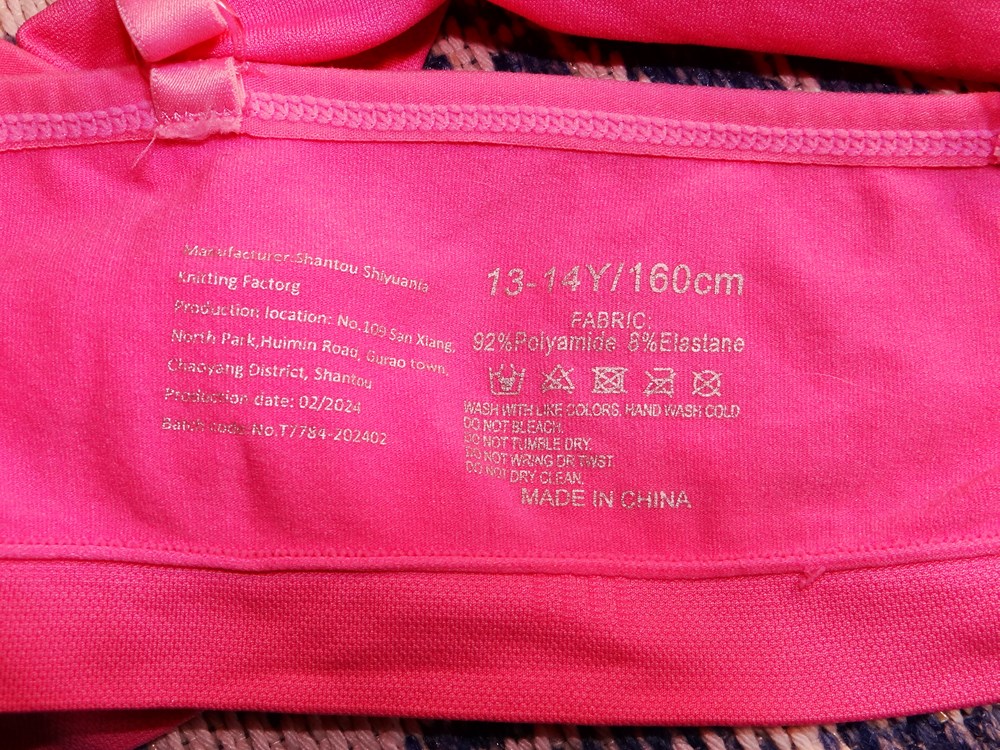 Manufacturer:Shantou Shiyuania
Knitting Factorg
Production location: No.109 San Xiang,
North Park,Huimin Road, Gurao town,
Chaoyang District, Shantou
Production date: 02/2024
Batch code:No.T7784-202402
13-14Y/160cm
FABRIC:
92%Polyamide 8%Elastane
WASH WITH LIKE COLORS, HAND WASH COLD
DO NOT BLEACH.
DO NOT TUMBLE DRY.
DO NOT WRING OR TWST.
DO NOT DRY CLEAN.
MADE IN CHINA